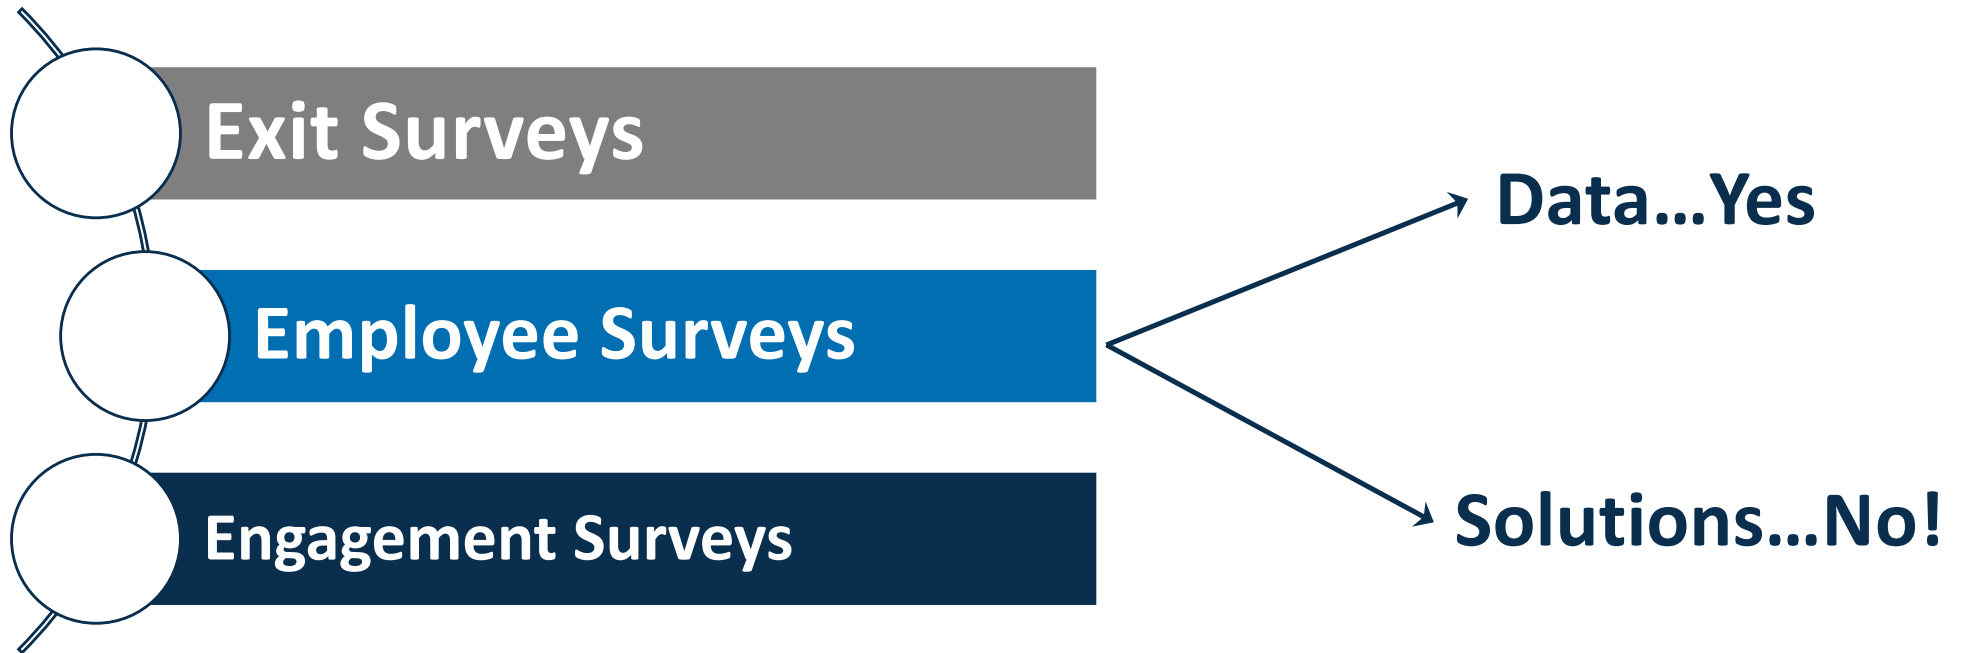 Exit Surveys
Employee Surveys
Engagement Surveys
Data...Yes
Solutions...No!